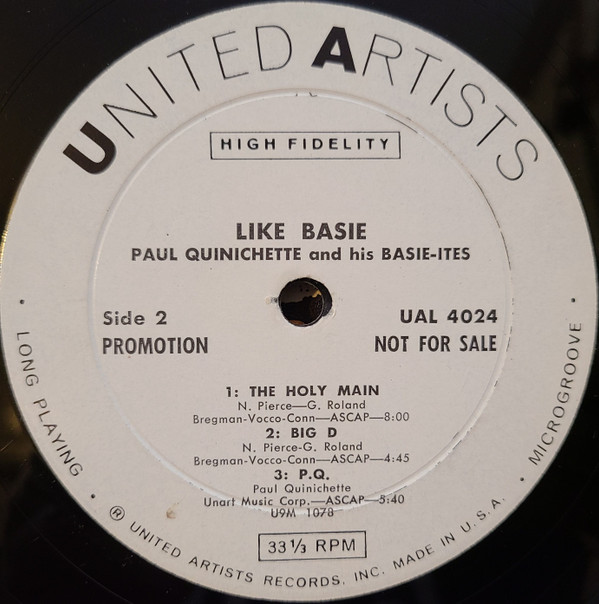 UNITED ARTISTS
HIGH FIDELITY
LIKE BASIE
PAUL QUINICHETTE and his BASIE-ITES
Side 2
UAL 4024
PROMOTION
NOT FOR SALE
1: THE HOLY MAIN
N. Pierce—G. Roland
Bregman-Vocco-Conn—ASCAP—8:00
2: BIG D
N. Pierce-G. Roland
Bregman-Vocco-Conn—ASCAP—4:45
3: P.Q.
Paul Quinichette
Unart Music Corp.—ASCAP—5:40
U9M 1078
33⅓ RPM
• LONG PLAYING • ® UNITED ARTISTS RECORDS, INC. MADE IN U.S.A. • MICROGROOVE •